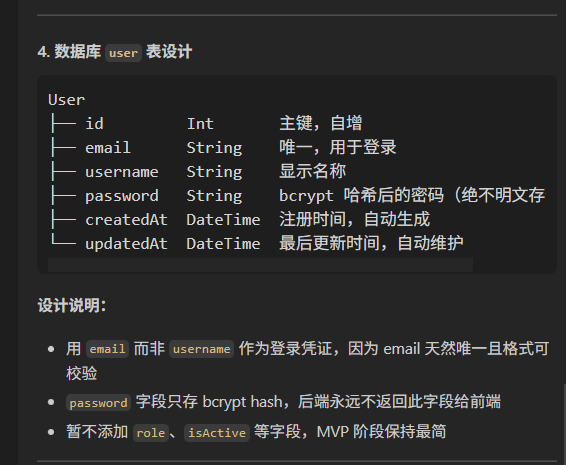 4. 数据库 user 表设计
User
├── id Int 主键，自增
├── email String 唯一，用于登录
├── username String 显示名称
├── password String bcrypt 哈希后的密码（绝不明文存
├── createdAt DateTime 注册时间，自动生成
└── updatedAt DateTime 最后更新时间，自动维护
设计说明：
• 用 email 而非 username 作为登录凭证，因为 email 天然唯一且格式可
校验
• password 字段只存 bcrypt hash，后端永远不返回此字段给前端
• 暂不添加 role、isActive 等字段，MVP 阶段保持最简